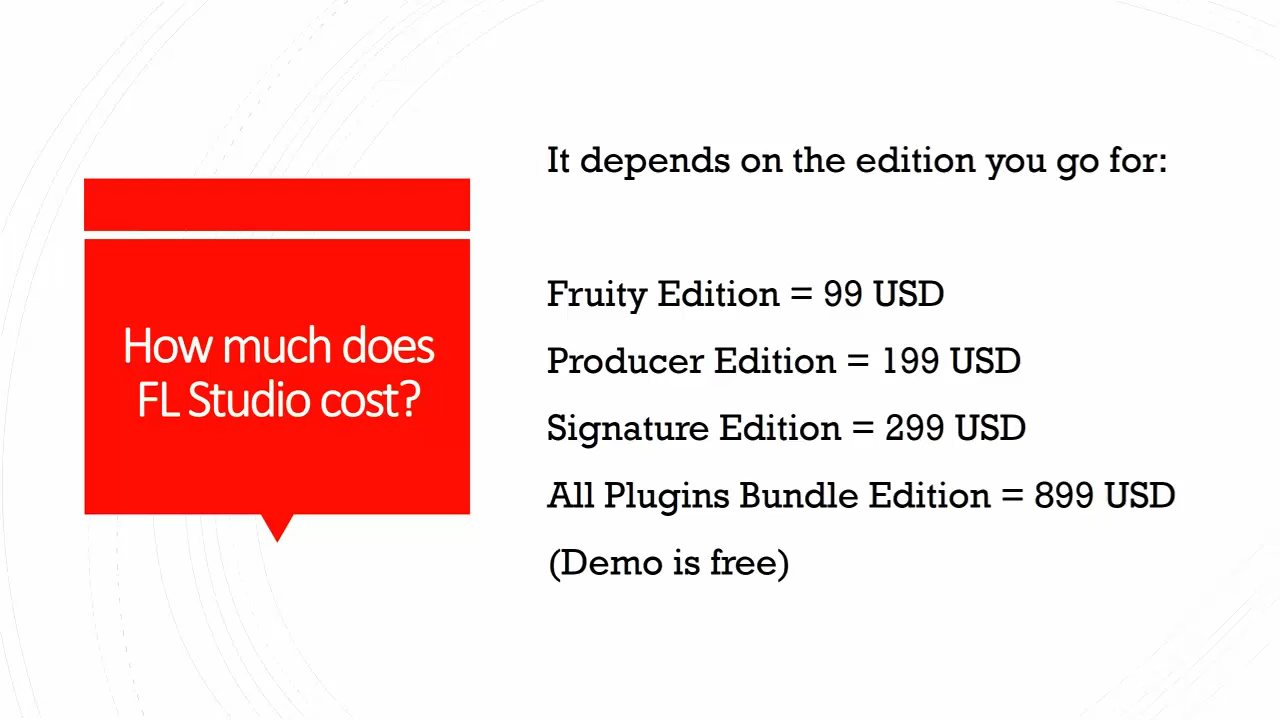 How much does
FL Studio cost?
It depends on the edition you go for:
Fruity Edition = 99 USD
Producer Edition = 199 USD
Signature Edition = 299 USD
All Plugins Bundle Edition = 899 USD
(Demo is free)